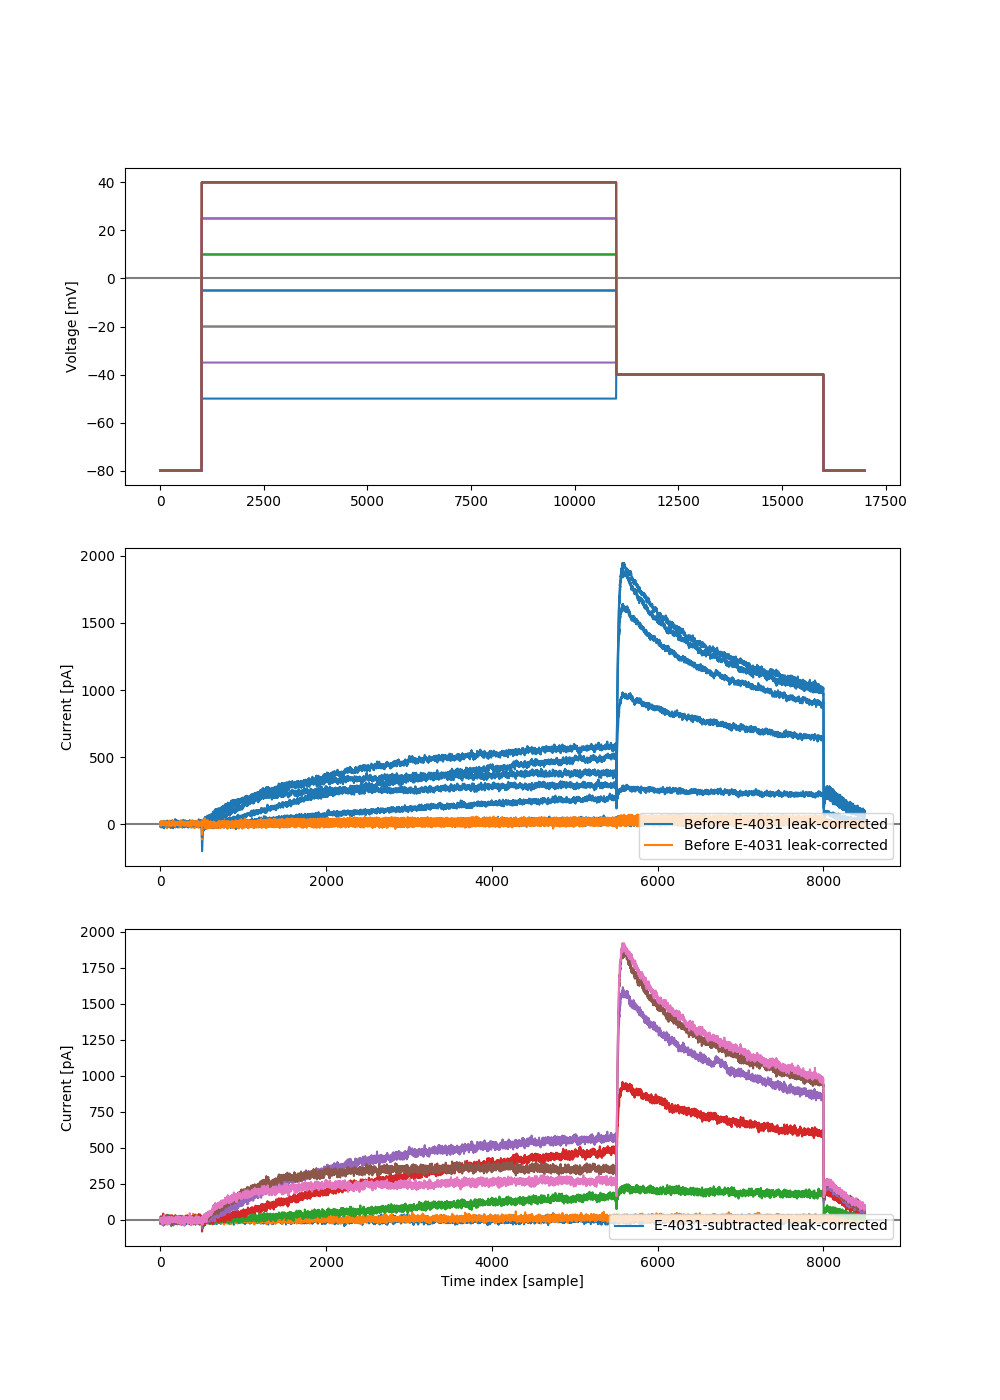 40
20
0
−20
−40
−60
−80
Voltage [mV]
0 2500 5000 7500 10000 12500 15000 17500
2000
1500
1000
500
0
Current [pA]
Before E-4031 leak-corrected
Before E-4031 leak-corrected
0 2000 4000 6000 8000
2000
1750
1500
1250
1000
750
500
250
0
Current [pA]
E-4031-subtracted leak-corrected
0 2000 4000 6000 8000
Time index [sample]